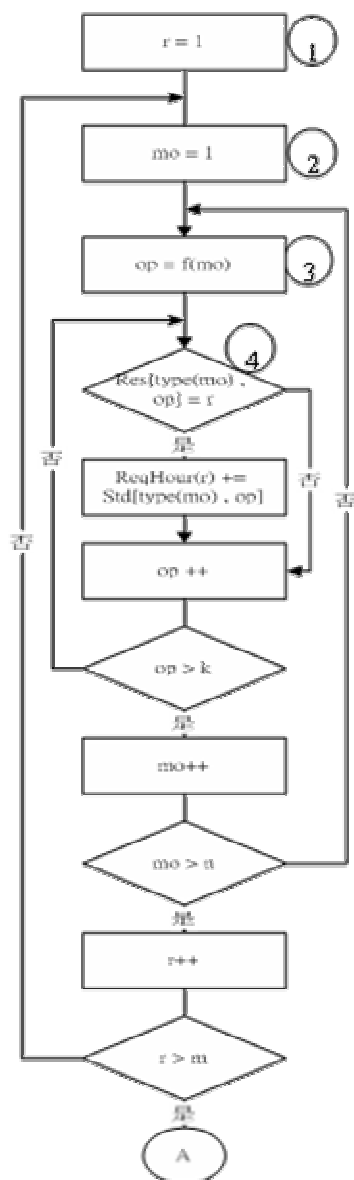 r = 1
1
mo = 1
2
op = f(mo)
3
4
Res[type(mo) ,
op] = r
是
否
否
否
否
ReqHour(r) +=
Std[type(mo) , op]
op ++
op > k
是
mo++
mo > n
是
r++
r > m
是
A